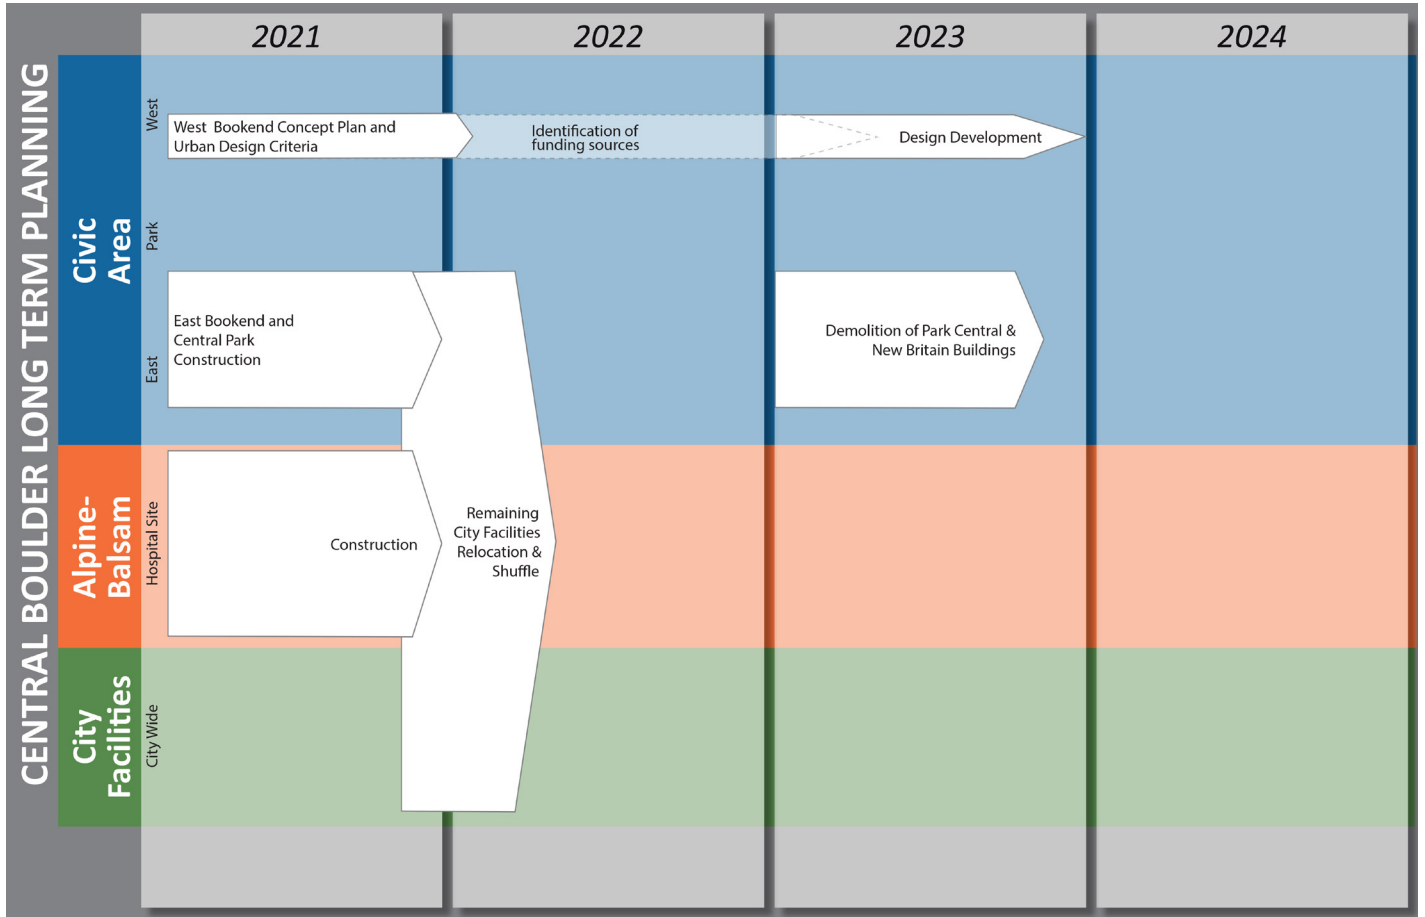 CENTRAL BOULDER LONG TERM PLANNING
2021
2022
2023
2024
Civic
Area
West
Park
East
West Bookend Concept Plan and
Urban Design Criteria
Identification of
funding sources
Design Development
East Bookend and
Central Park
Construction
Demolition of Park Central &
New Britain Buildings
Alpine-
Balsam
Hospital Site
Construction
Remaining
City Facilities
Relocation &
Shuffle
City
Facilities
City Wide